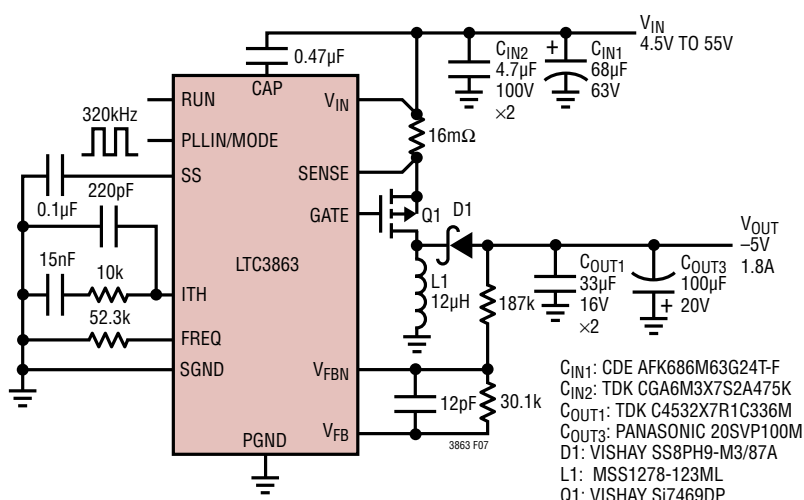 V_IN
4.5V TO 55V
0.47µF
C_IN2
4.7µF
100V
×2
+
C_IN1
68µF
63V
CAP
RUN
V_IN
320kHz
16mΩ
PLLIN/MODE
SENSE
SS
0.1µF
220pF
GATE
Q1
D1
V_OUT
–5V
1.8A
LTC3863
15nF
10k
ITH
L1
12µH
C_OUT1
33µF
16V
×2
C_OUT3
100µF
+ 20V
187k
52.3k
FREQ
SGND
V_FBN
12pF
30.1k
V_FB
PGND
3863 F07
C_IN1: CDE AFK686M63G24T-F
C_IN2: TDK CGA6M3X7S2A475K
C_OUT1: TDK C4532X7R1C336M
C_OUT3: PANASONIC 20SVP100M
D1: VISHAY SS8PH9-M3/87A
L1: MSS1278-123ML
Q1: VISHAY Si7469DP